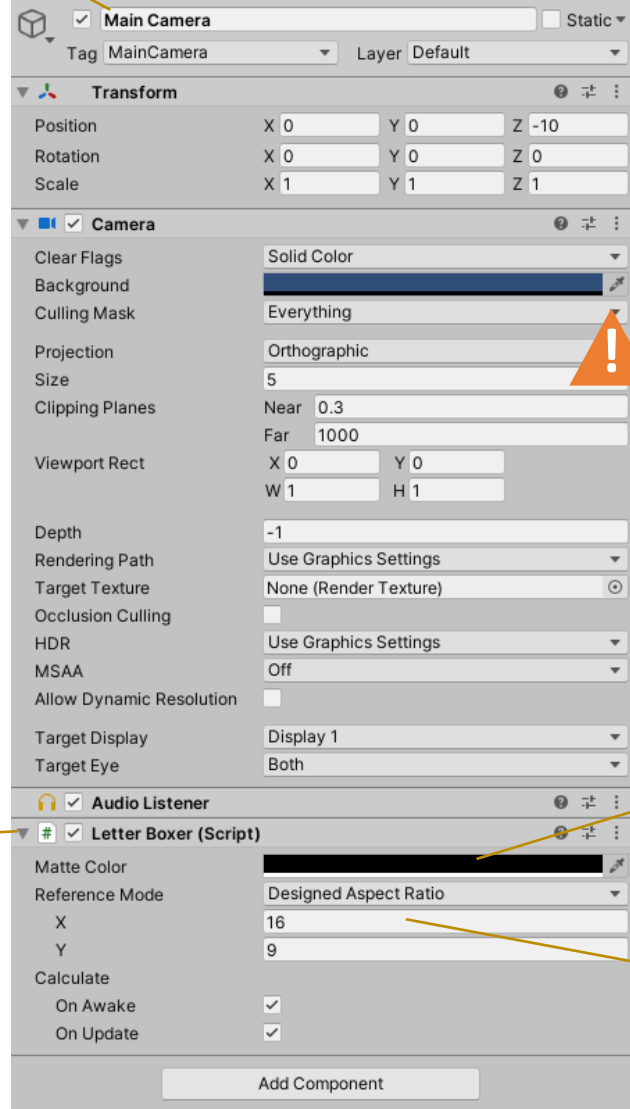 Main Camera Static
Tag MainCamera Layer Default
Transform
Position X 0 Y 0 Z -10
Rotation X 0 Y 0 Z 0
Scale X 1 Y 1 Z 1
Camera
Clear Flags Solid Color
Background
Culling Mask Everything
Projection Orthographic
!
Size 5
Clipping Planes Near 0.3
Far 1000
Viewport Rect X 0 Y 0
W 1 H 1
Depth -1
Rendering Path Use Graphics Settings
Target Texture None (Render Texture)
Occlusion Culling
HDR Use Graphics Settings
MSAA Off
Allow Dynamic Resolution
Target Display Display 1
Target Eye Both
Audio Listener
# Letter Boxer (Script)
Matte Color
Reference Mode Designed Aspect Ratio
X 16
Y 9
Calculate
On Awake
On Update
Add Component